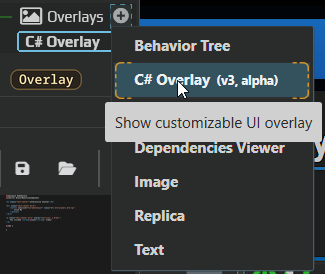 Overlays
C# Overlay
Overlay
Behavior Tree
C# Overlay (v3, alpha)
Show customizable UI overlay
Dependencies Viewer
Image
Replica
Text